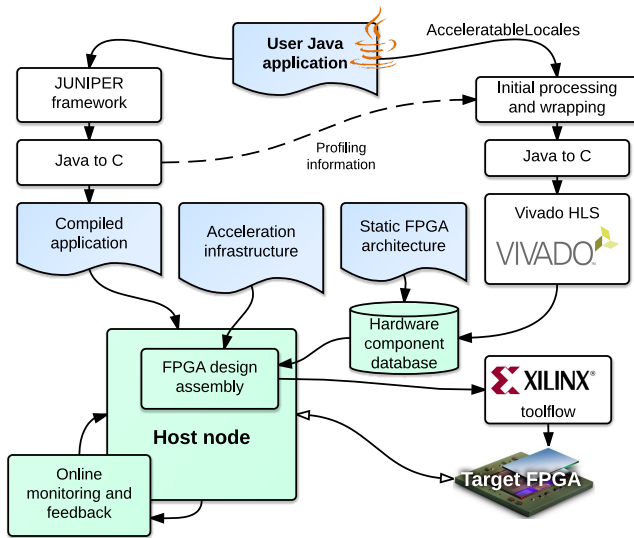 User Java
application
AcceleratableLocales
JUNIPER
framework
Initial processing
and wrapping
Java to C
Profiling
information
Java to C
Compiled
application
Acceleration
infrastructure
Static FPGA
architecture
Vivado HLS
VIVADO™
Hardware
component
database
FPGA design
assembly
XILINX®
toolflow
Host node
Online
monitoring and
feedback
Target FPGA